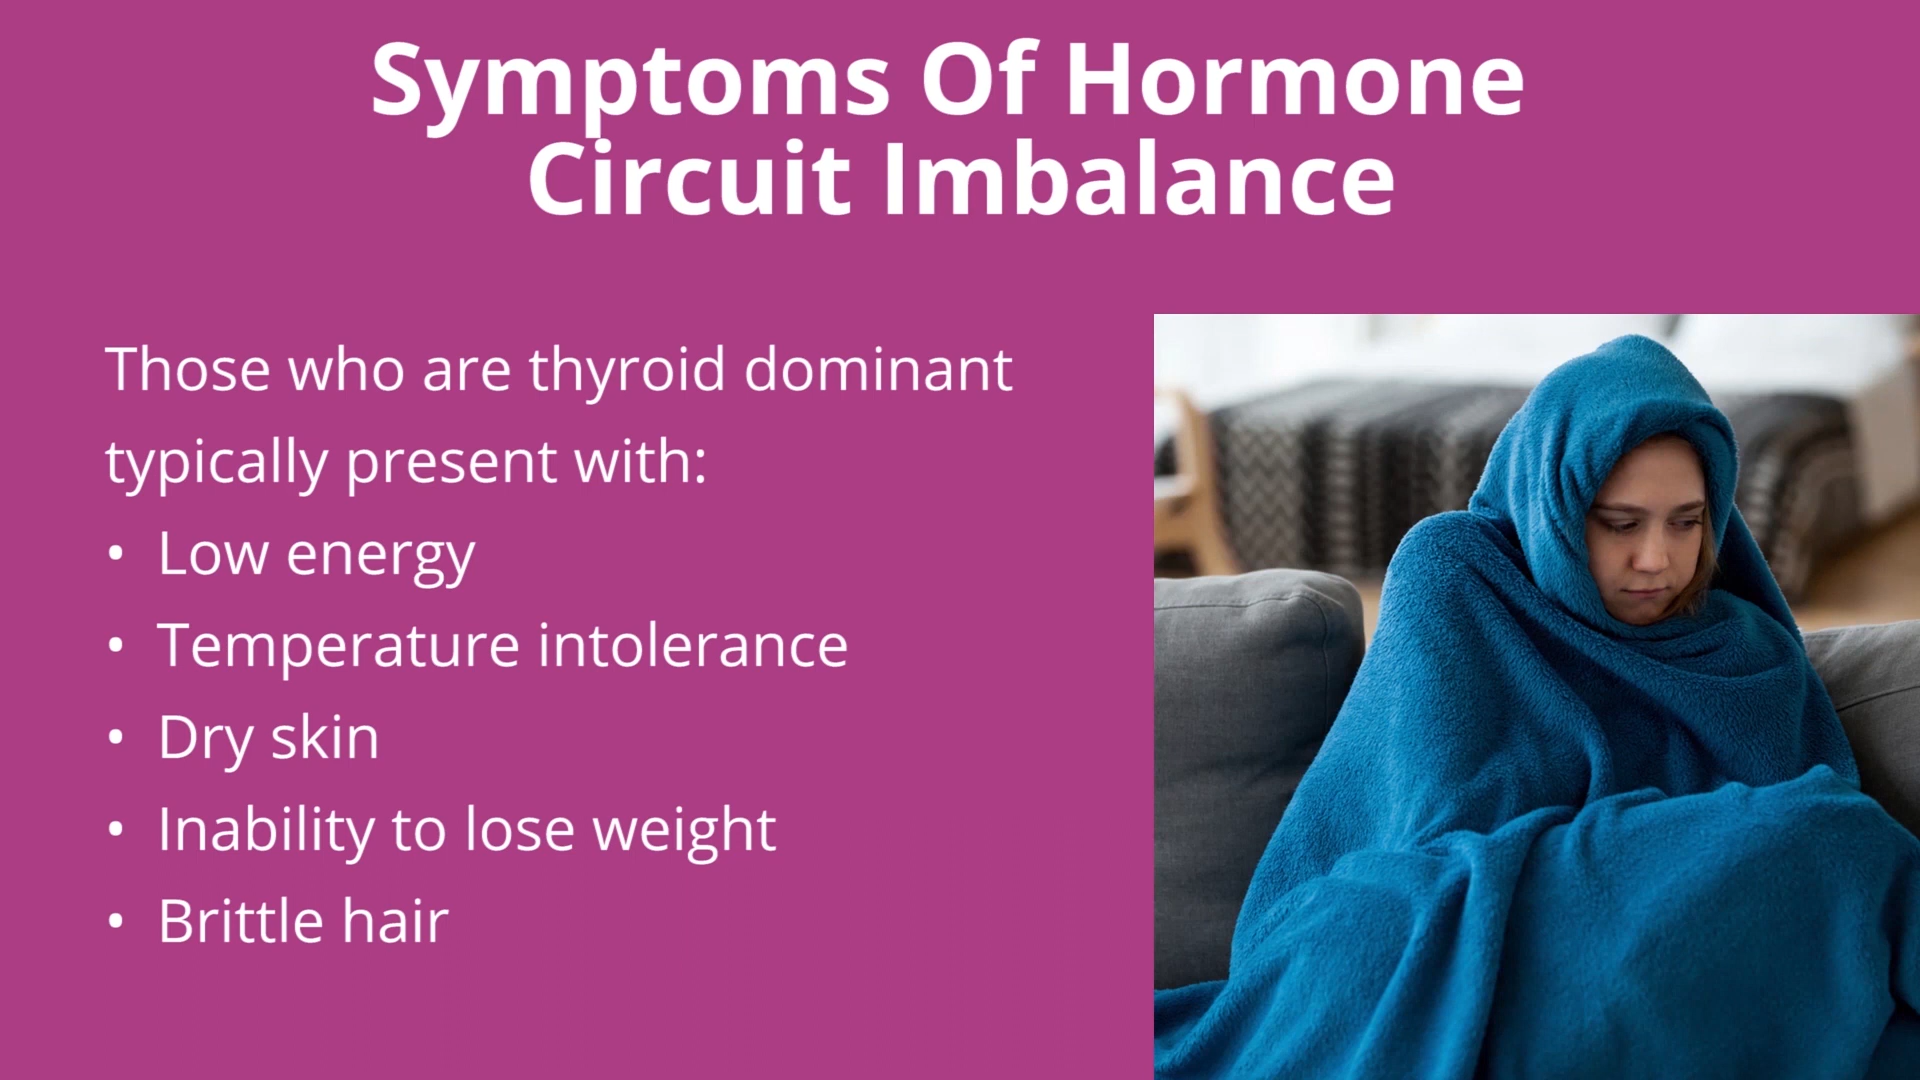 Symptoms Of Hormone
Circuit Imbalance
Those who are thyroid dominant
typically present with:
• Low energy
• Temperature intolerance
• Dry skin
• Inability to lose weight
• Brittle hair